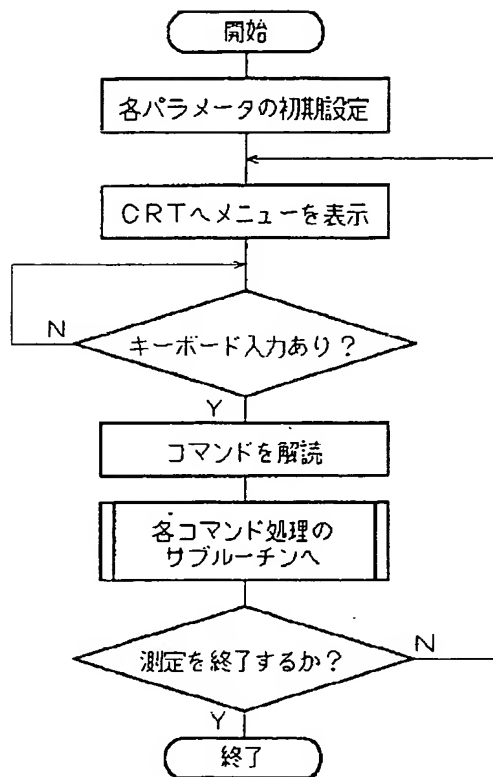 開始
各パラメータの初期設定
CRTへメニューを表示
N
キーボード入力あり?
Y
コマンドを解読
各コマンド処理の
サブルーチンへ
N
測定を終了するか?
Y
終了